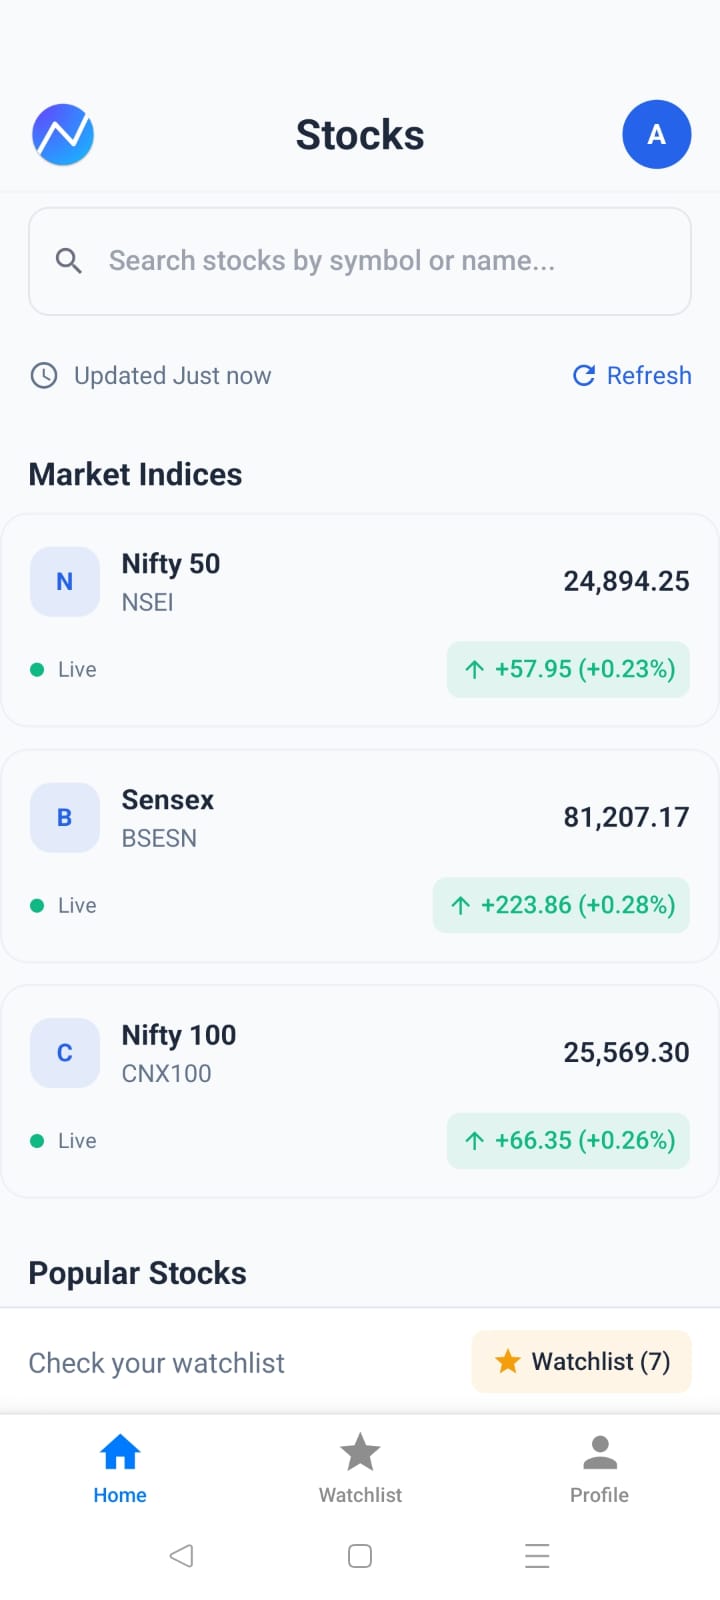 Stocks
A
Search stocks by symbol or name...
Updated Just now
Refresh
Market Indices
N
Nifty 50
NSEI
24,894.25
Live
+57.95 (+0.23%)
B
Sensex
BSESN
81,207.17
Live
+223.86 (+0.28%)
C
Nifty 100
CNX100
25,569.30
Live
+66.35 (+0.26%)
Popular Stocks
Check your watchlist
Watchlist (7)
Home
Watchlist
Profile